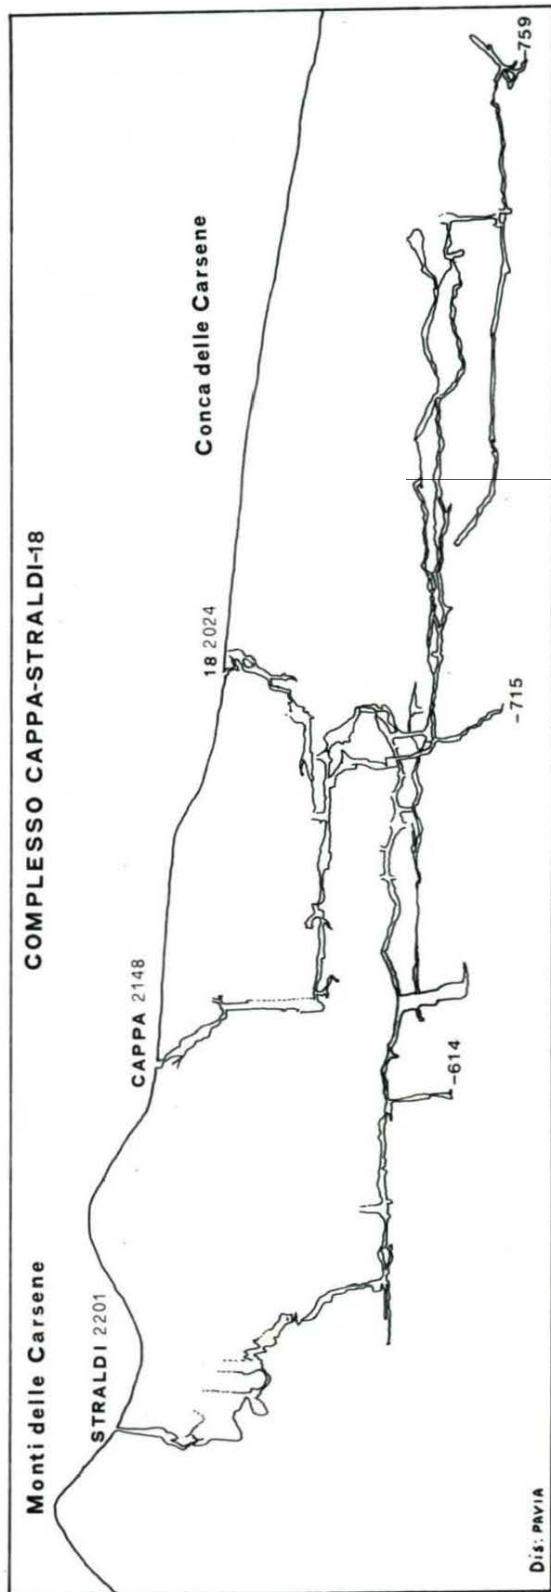 COMPLESSO CAPPA-STRALDI-18
Monti delle Carsene
Conca delle Carsene
STRALDI 2201
CAPPA 2148
18 2024
-614
-715
-759
Dis: PAVIA